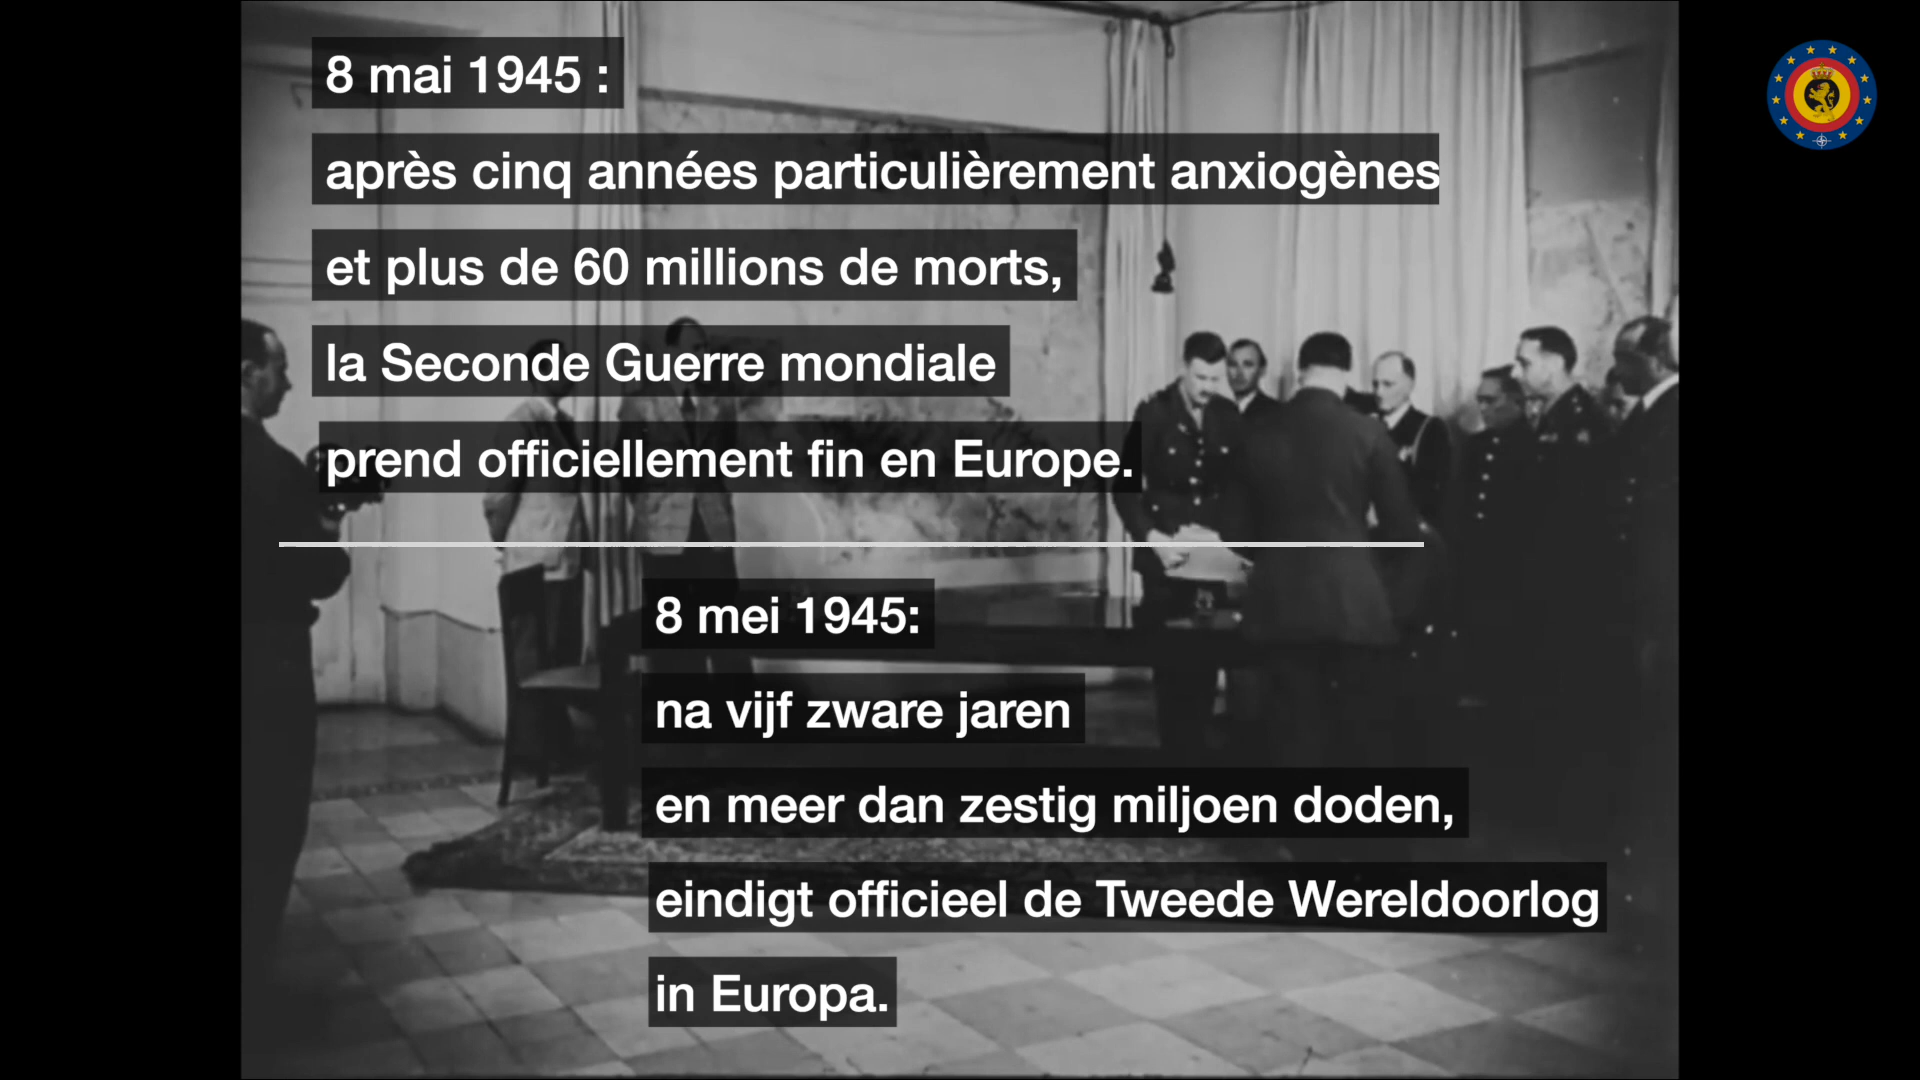 8 mai 1945 :
après cinq années particulièrement anxiogènes
et plus de 60 millions de morts,
la Seconde Guerre mondiale
prend officiellement fin en Europe.
8 mei 1945:
na vijf zware jaren
en meer dan zestig miljoen doden,
eindigt officieel de Tweede Wereldoorlog
in Europa.